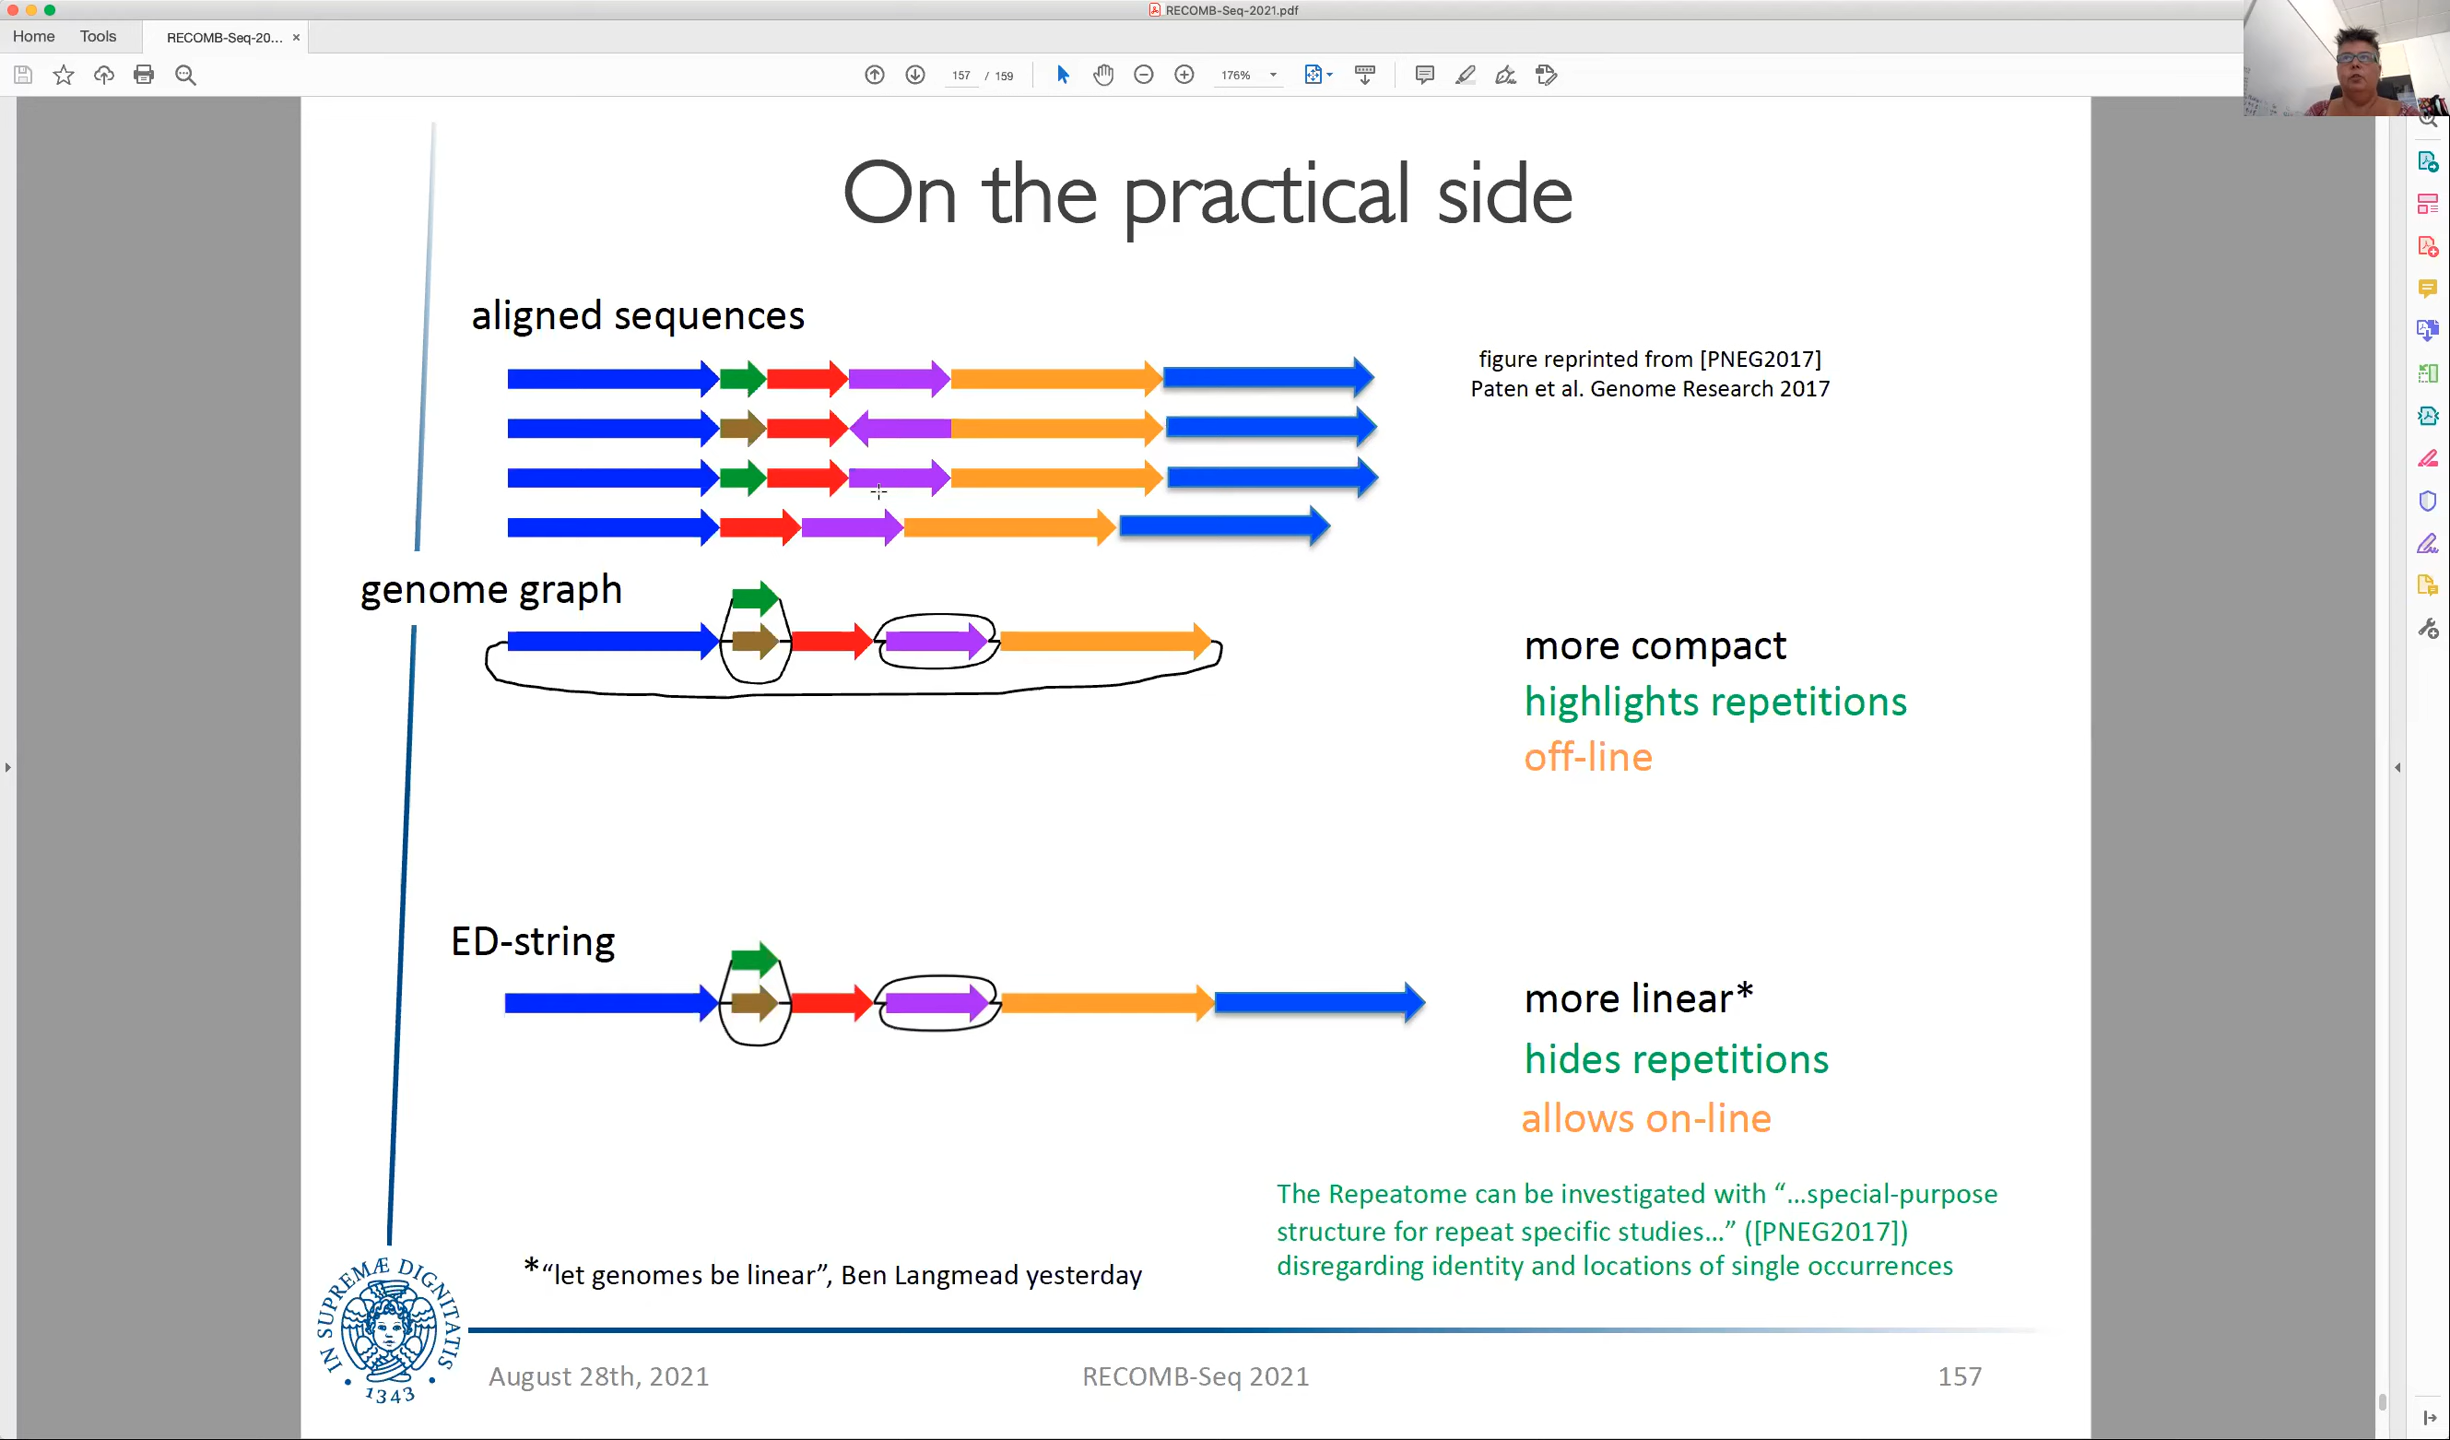 RECOMB-Seq-2021.pdf
Home
Tools
RECOMB-Seq-20... ×
157 / 159
176%
On the practical side
aligned sequences
figure reprinted from [PNEG2017]
Paten et al. Genome Research 2017
genome graph
more compact
highlights repetitions
off-line
ED-string
more linear*
hides repetitions
allows on-line
The Repeatome can be investigated with “...special-purpose
structure for repeat specific studies...” ([PNEG2017])
disregarding identity and locations of single occurrences
*“let genomes be linear”, Ben Langmead yesterday
IN SUPREMÆ DIGNITATIS
· 1343 ·
August 28th, 2021
RECOMB-Seq 2021
157